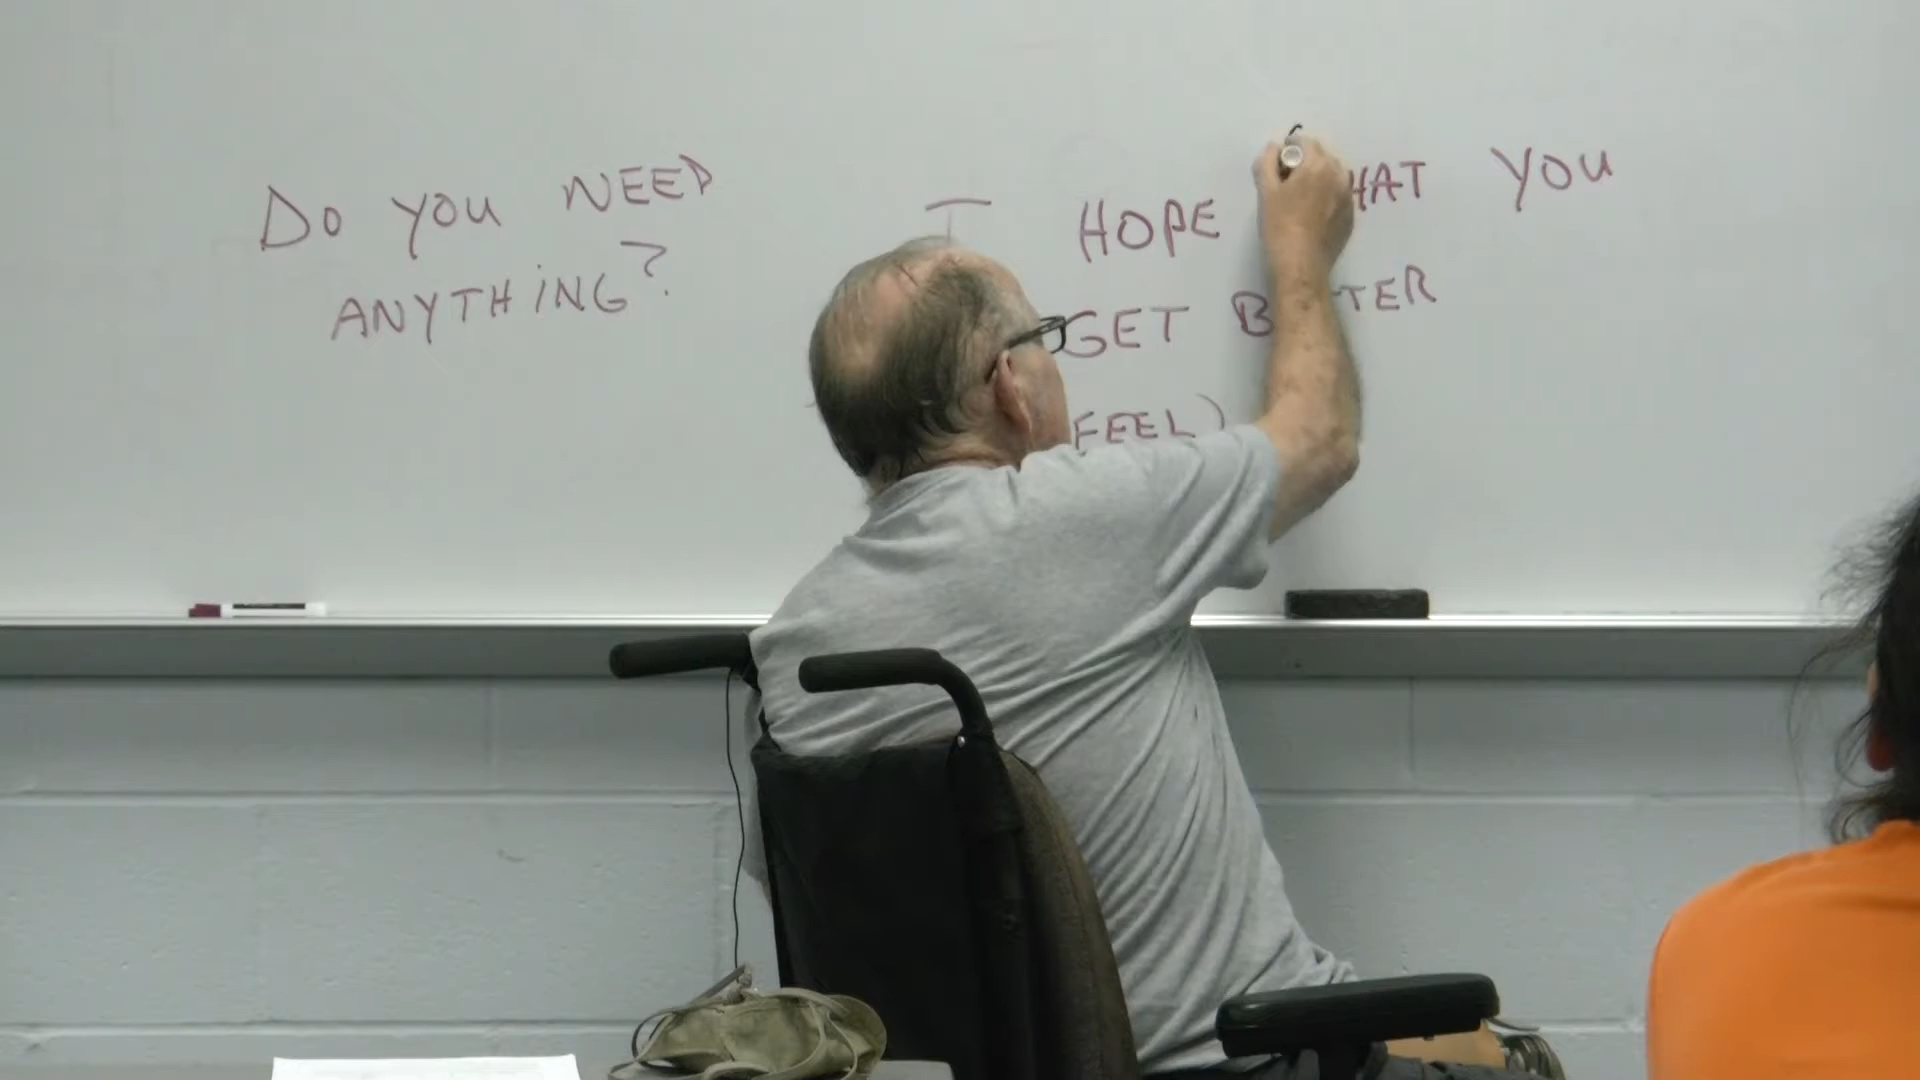 Do YOU NEED
ANYTHING?
I HOPE THAT YOU
GET BETTER
FEEL)